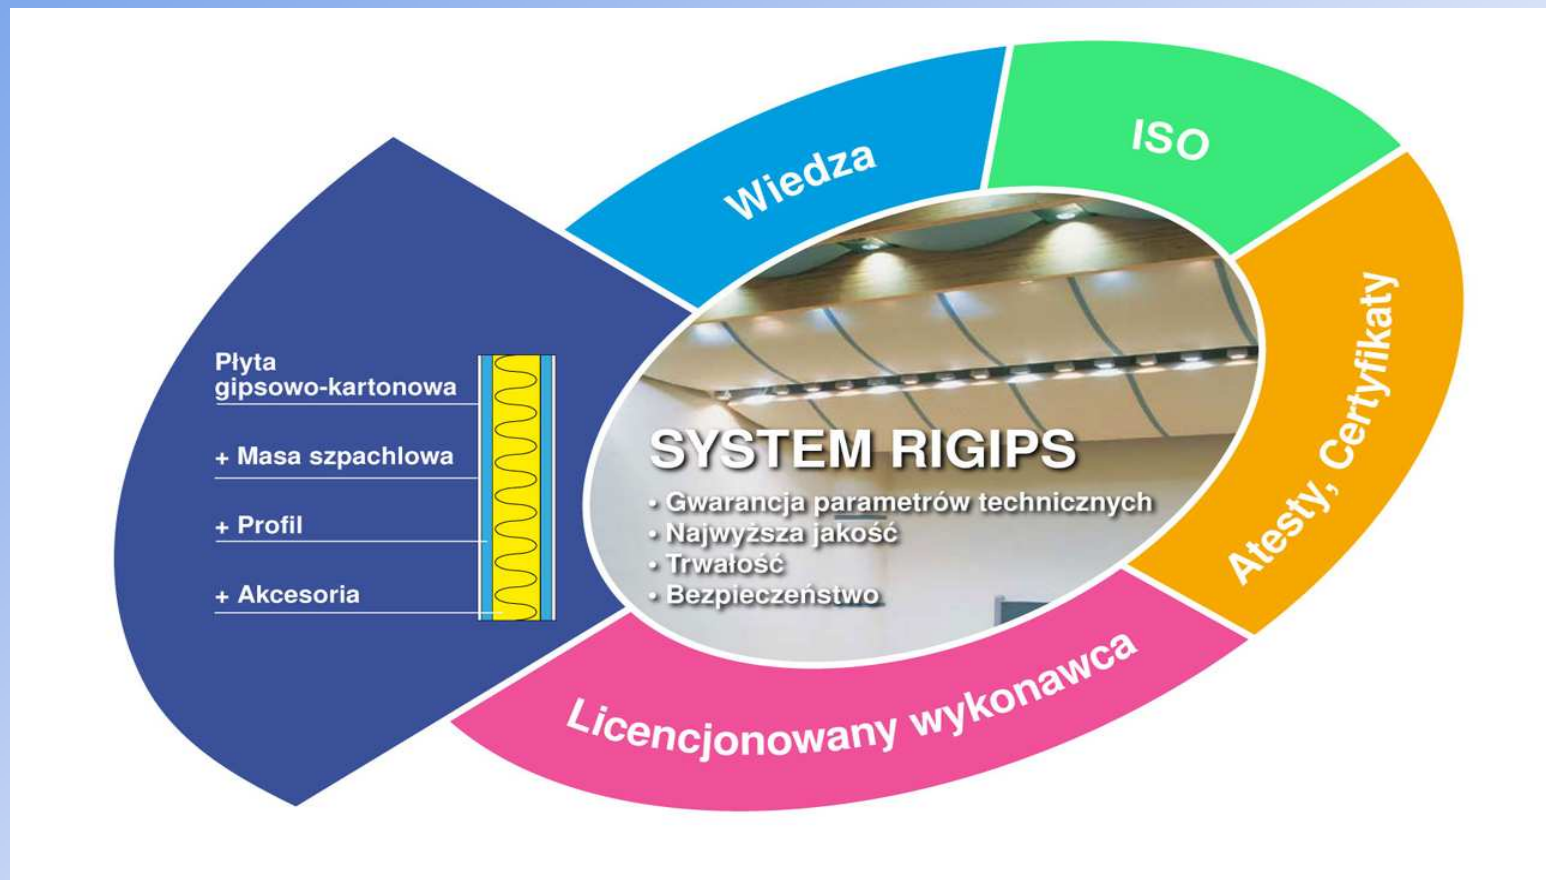 Wiedza
ISO
Atesty, Certyfikaty
Licencjonowany wykonawca
Płyta
gipsowo-kartonowa
+ Masa szpachlowa
+ Profil
+ Akcesoria
SYSTEM RIGIPS
• Gwarancja parametrów technicznych
• Najwyższa jakość
• Trwałość
• Bezpieczeństwo